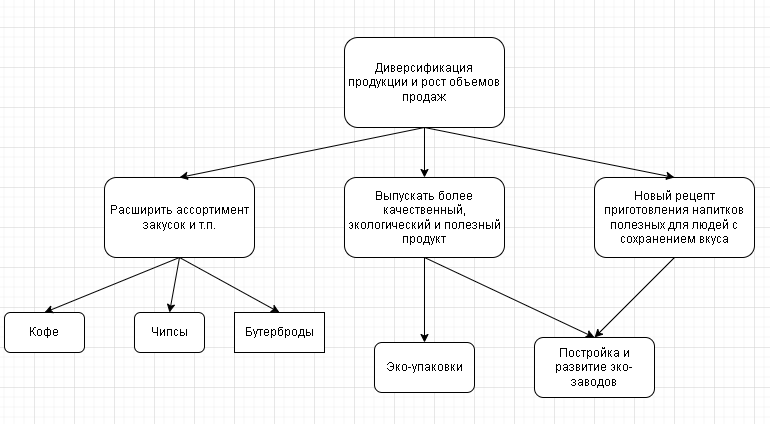 Диверсификация
продукции и рост объемов
продаж
Расширить ассортимент
закусок и т.п.
Выпускать более
качественный,
экологический и полезный
продукт
Новый рецепт
приготовления напитков
полезных для людей с
сохранением вкуса
Кофе
Чипсы
Бутерброды
Эко-упаковки
Постройка и
развитие эко-
заводов